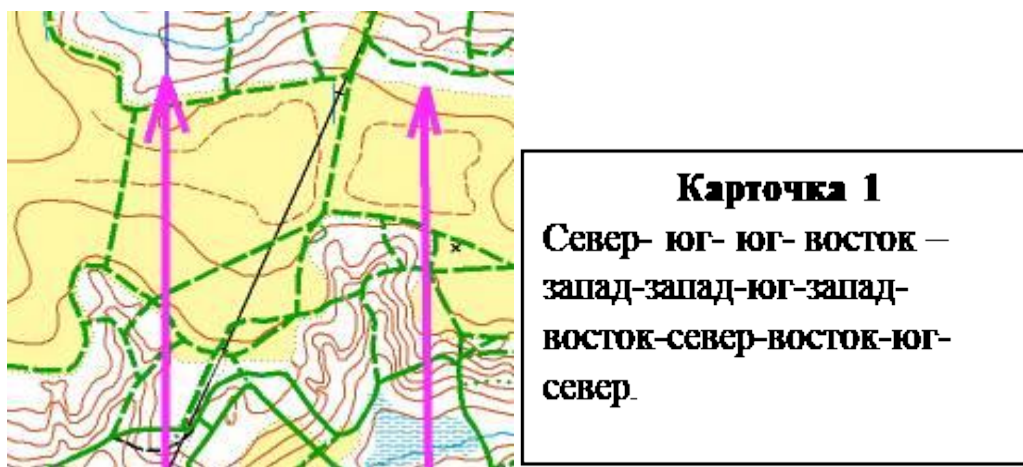 Карточка 1
Север- юг- юг- восток –
запад-запад-юг-запад-
восток-север-восток-юг-
север.